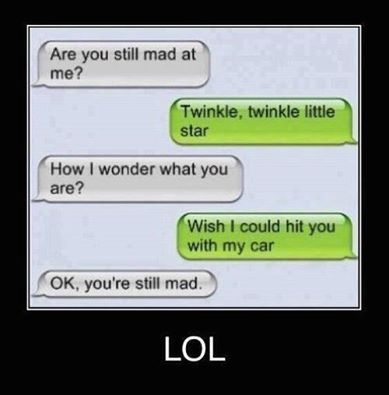 Are you still mad at
me?
Twinkle, twinkle little
star
How I wonder what you
are?
Wish I could hit you
with my car
OK, you're still mad.
LOL